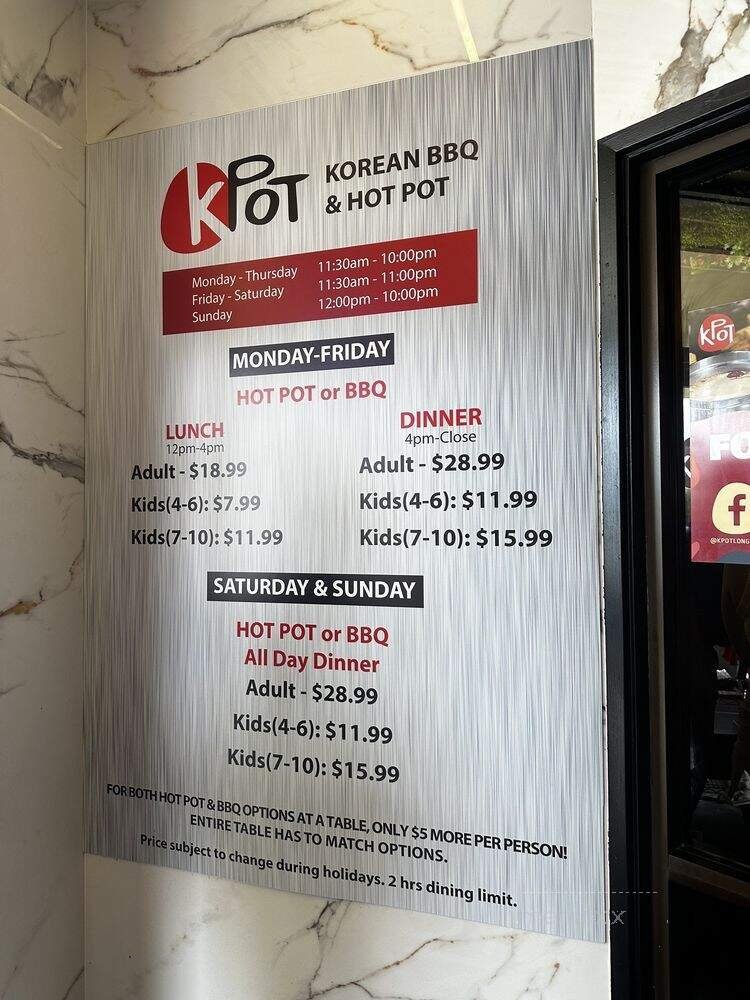 KPOT KOREAN BBQ
& HOT POT
Monday - Thursday 11:30am - 10:00pm
Friday - Saturday 11:30am - 11:00pm
Sunday 12:00pm - 10:00pm
MONDAY-FRIDAY
HOT POT or BBQ
LUNCH
12pm-4pm
Adult - $18.99
Kids(4-6): $7.99
Kids(7-10): $11.99
DINNER
4pm-Close
Adult - $28.99
Kids(4-6): $11.99
Kids(7-10): $15.99
SATURDAY & SUNDAY
HOT POT or BBQ
All Day Dinner
Adult - $28.99
Kids(4-6): $11.99
Kids(7-10): $15.99
FOR BOTH HOT POT & BBQ OPTIONS AT A TABLE, ONLY $5 MORE PER PERSON!
ENTIRE TABLE HAS TO MATCH OPTIONS.
Price subject to change during holidays. 2 hrs dining limit.
KPOT
FO
f
@KPOTLONG